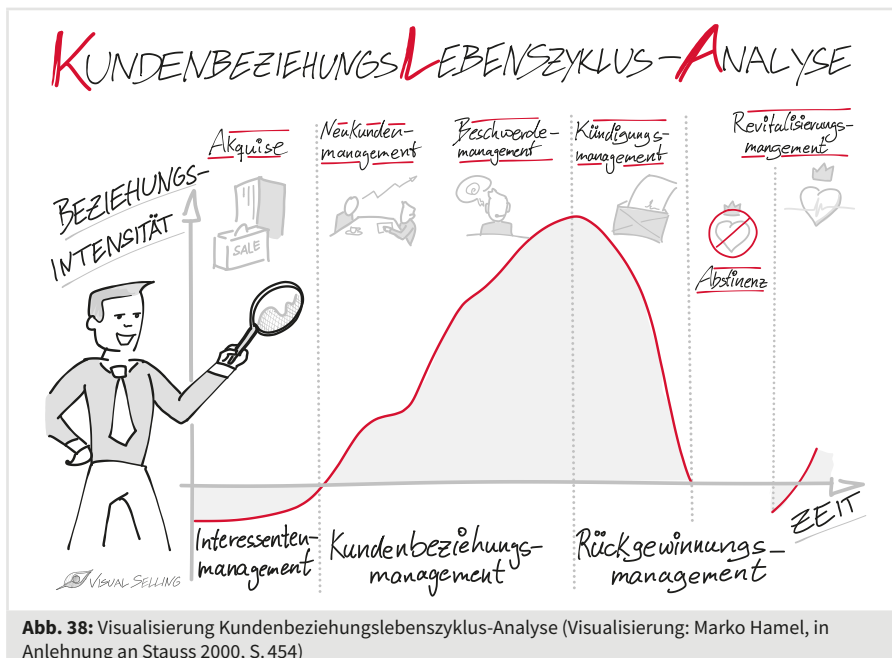 KUNDENBEZIEHUNGSLEBENSZYKLUS-ANALYSE
Akquise
Neukunden-
management
Beschwerde-
management
Kündigungs-
management
Revitalisierungs-
mangement
BEZIEHUNGS-
INTENSITÄT
SALE
Abstinenz
ZEIT
Interessenten-
management
Kundenbeziehungs-
management
Rückgewinnungs-
management
VISUAL SELLING
Abb. 38: Visualisierung Kundenbeziehungslebenszyklus-Analyse (Visualisierung: Marko Hamel, in
Anlehnung an Stauss 2000, S. 454)